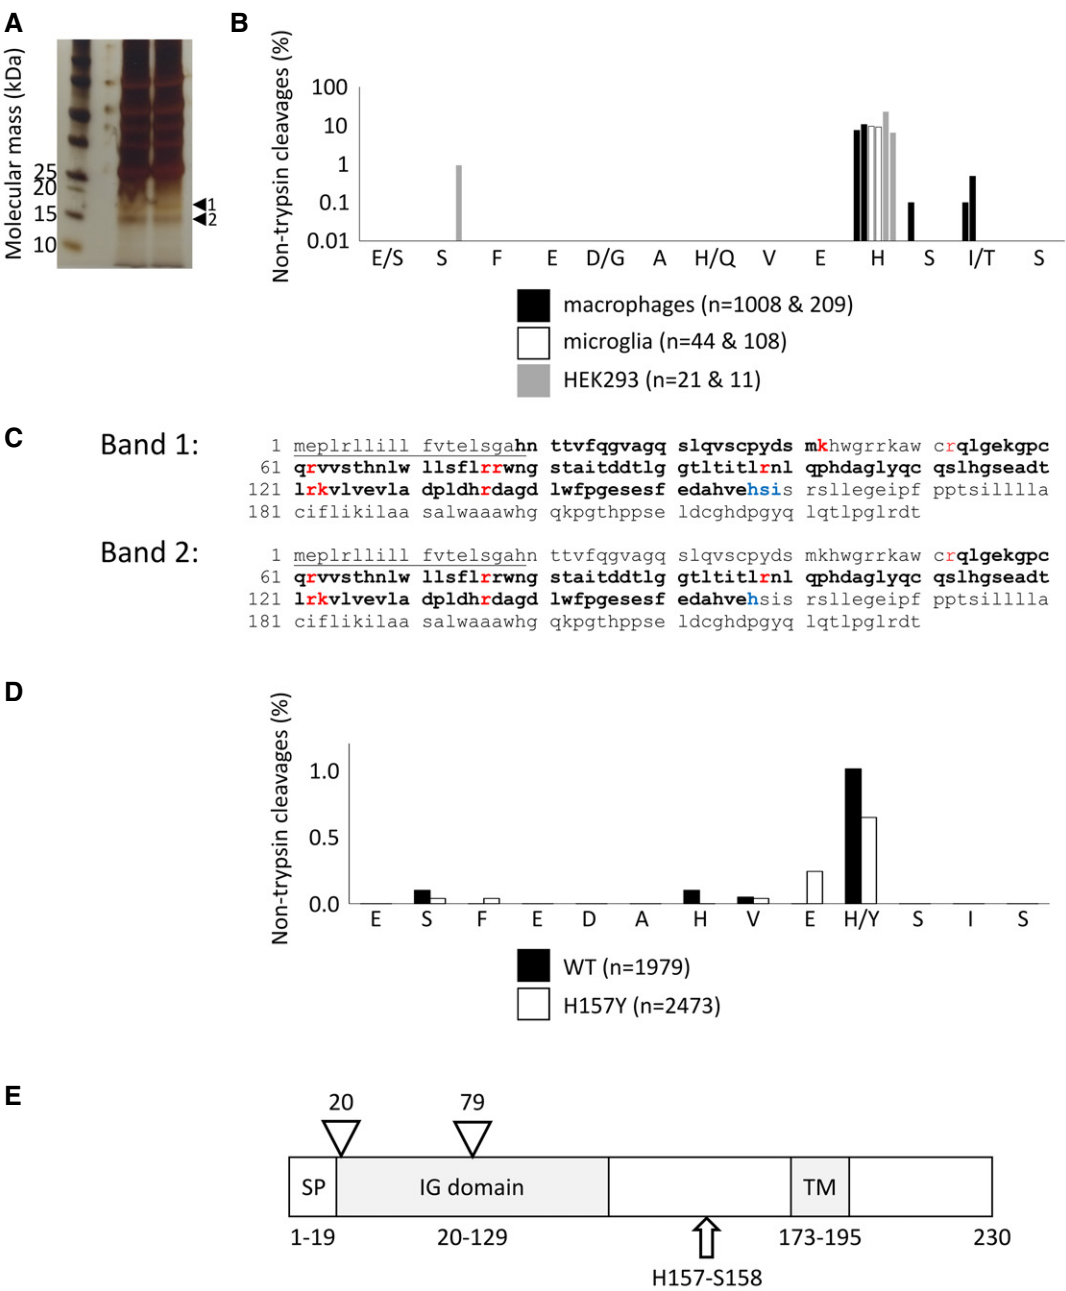 A
Molecular mass (kDa)
25
20
15
10
1
2
B
Non-trypsin cleavages (%)
100
10
1
0.1
0.01
E/S S F E D/G A H/Q V E H S I/T S
macrophages (n=1008 & 209)
microglia (n=44 & 108)
HEK293 (n=21 & 11)
C
Band 1:
1 meplrllill fvtelsgahn ttvfqgvagq slqvscpyds mkhwgrrkaw crqlgekgpc
61 qrvvsthnlw llsflrrwng staitddtlg gtltitlrnl qphdaglyqc qslhgseadt
121 lrkvlvevla dpldhrdagd lwfpgesesf edahvehsis rsllegeipf pptsilllla
181 ciflikilaa salwaaawhg qkpgthppse ldcghdpgyq lqtlpglrdt
Band 2:
1 meplrllill fvtelsgahn ttvfqgvagq slqvscpyds mkhwgrrkaw crqlgekgpc
61 qrvvsthnlw llsflrrwng staitddtlg gtltitlrnl qphdaglyqc qslhgseadt
121 lrkvlvevla dpldhrdagd lwfpgesesf edahvehsis rsllegeipf pptsilllla
181 ciflikilaa salwaaawhg qkpgthppse ldcghdpgyq lqtlpglrdt
D
Non-trypsin cleavages (%)
1.0
0.5
0.0
E S F E D A H V E H/Y S I S
WT (n=1979)
H157Y (n=2473)
E
20 79
SP IG domain TM
1-19 20-129 173-195 230
H157-S158